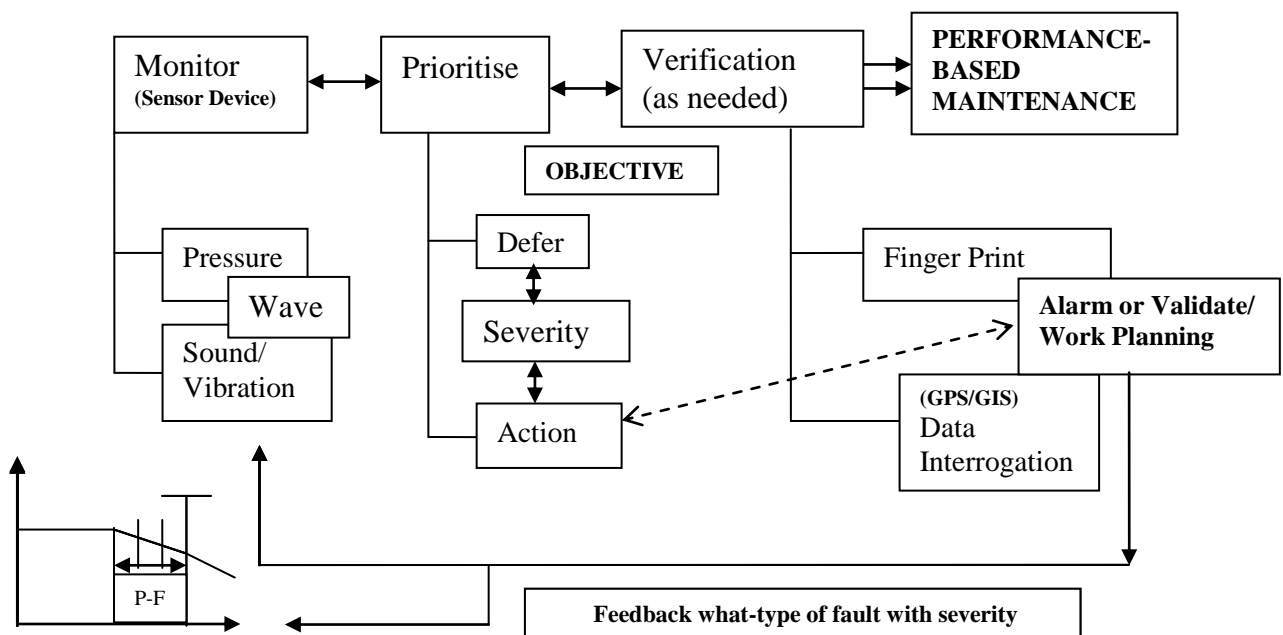 Monitor
(Sensor Device)
Prioritise
Verification
(as needed)
PERFORMANCE-
BASED
MAINTENANCE
OBJECTIVE
Pressure
Wave
Sound/
Vibration
Defer
Severity
Action
Finger Print
Alarm or Validate/
Work Planning
(GPS/GIS)
Data
Interrogation
P-F
Feedback what-type of fault with severity